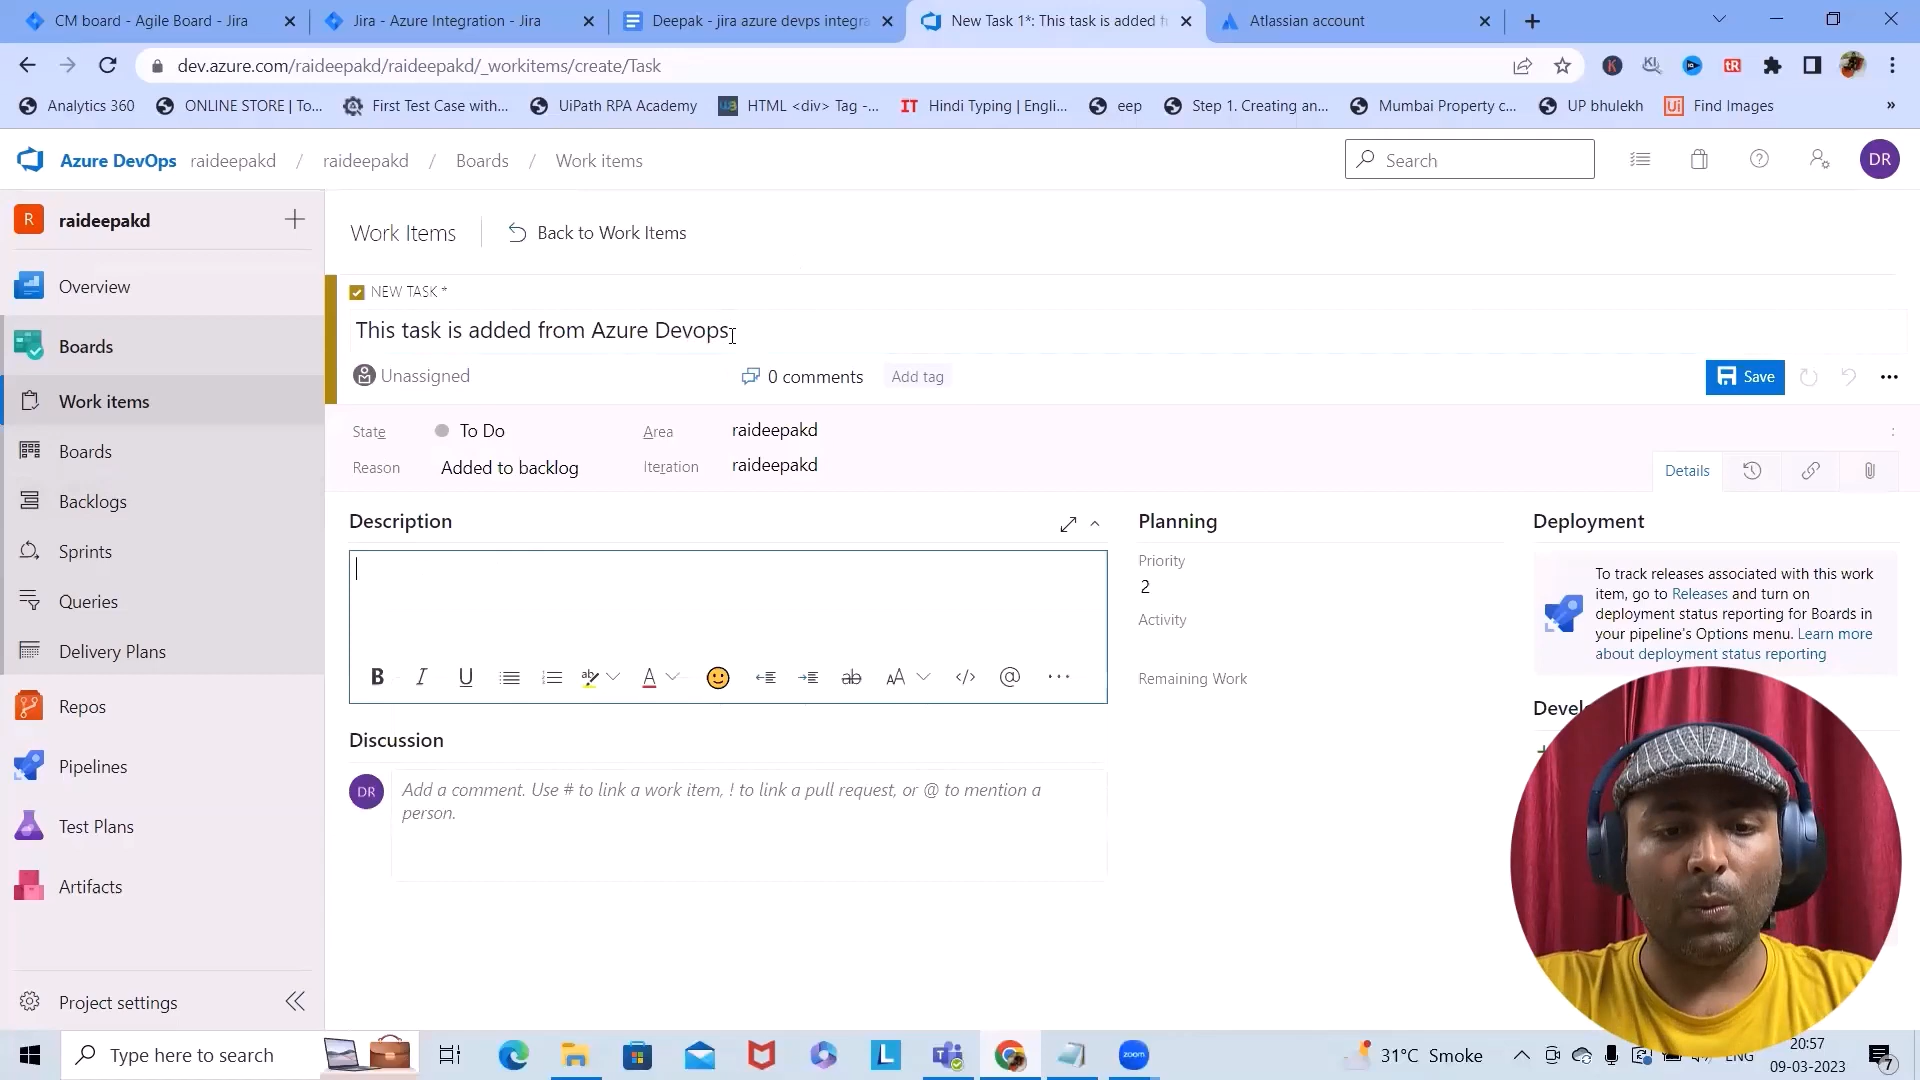 CM board - Agile Board - Jira
Jira - Azure Integration - Jira
Deepak - jira azure devps integra
New Task 1*: This task is added f
Atlassian account
dev.azure.com/raideepakd/raideepakd/_workitems/create/Task
Analytics 360
ONLINE STORE | To...
First Test Case with...
UiPath RPA Academy
HTML <div> Tag -...
IT Hindi Typing | Engli...
eep
Step 1. Creating an...
Mumbai Property c...
UP bhulekh
Ui Find Images
»
Azure DevOps raideepakd / raideepakd / Boards / Work items
Search
DR
R raideepakd
Overview
Boards
Work items
Boards
Backlogs
Sprints
Queries
Delivery Plans
Repos
Pipelines
Test Plans
Artifacts
Project settings
Work Items
Back to Work Items
NEW TASK *
This task is added from Azure Devops
Unassigned
0 comments
Add tag
Save
State To Do
Area raideepakd
Reason Added to backlog
Iteration raideepakd
Details
Description
B I U ab A ab AA </> @ ...
Discussion
DR
Add a comment. Use # to link a work item, ! to link a pull request, or @ to mention a
person.
Planning
Priority
2
Activity
Remaining Work
Deployment
To track releases associated with this work
item, go to Releases and turn on
deployment status reporting for Boards in
your pipeline's Options menu. Learn more
about deployment status reporting
Type here to search
L
zoom
31°C Smoke
ENG
20:57
09-03-2023
7